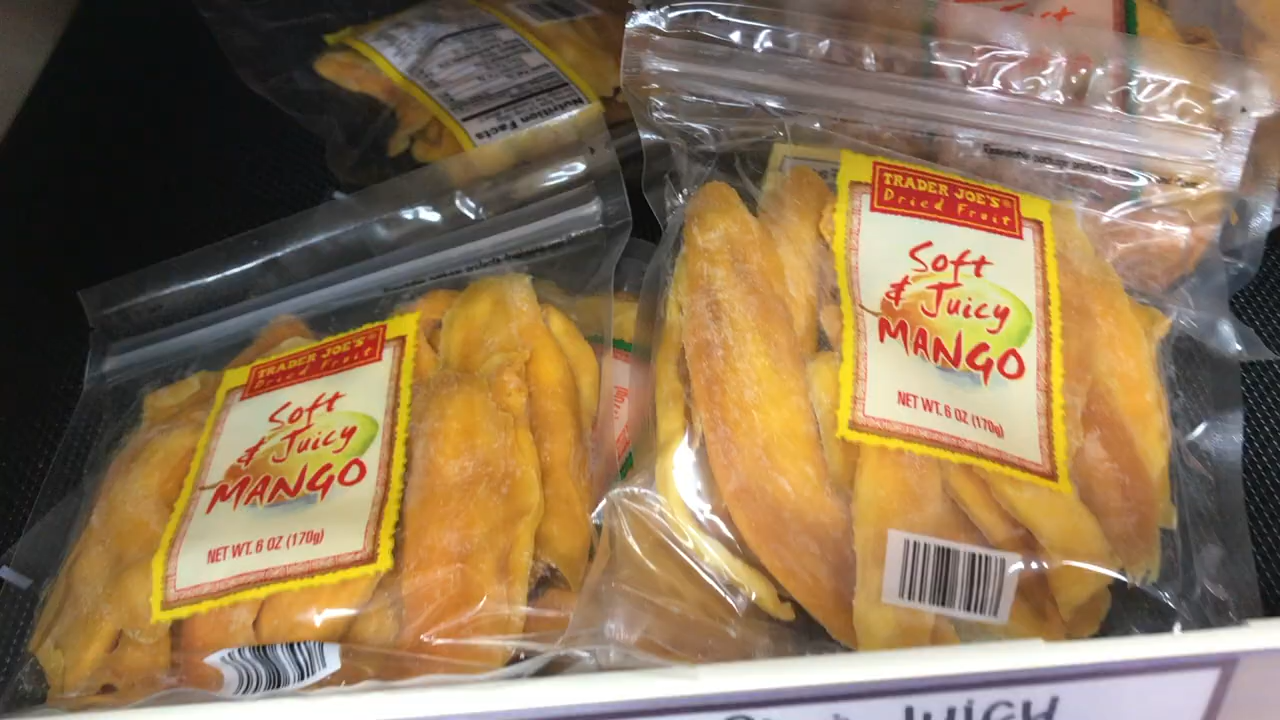 Nutrition Facts
TRADER JOE'S
Dried Fruit
Soft
& Juicy
MANGO
NET WT. 6 OZ (170g)
TRADER JOE'S®
Dried Fruit
Soft
& Juicy
MANGO
NET WT. 6 OZ (170g)
JUICY